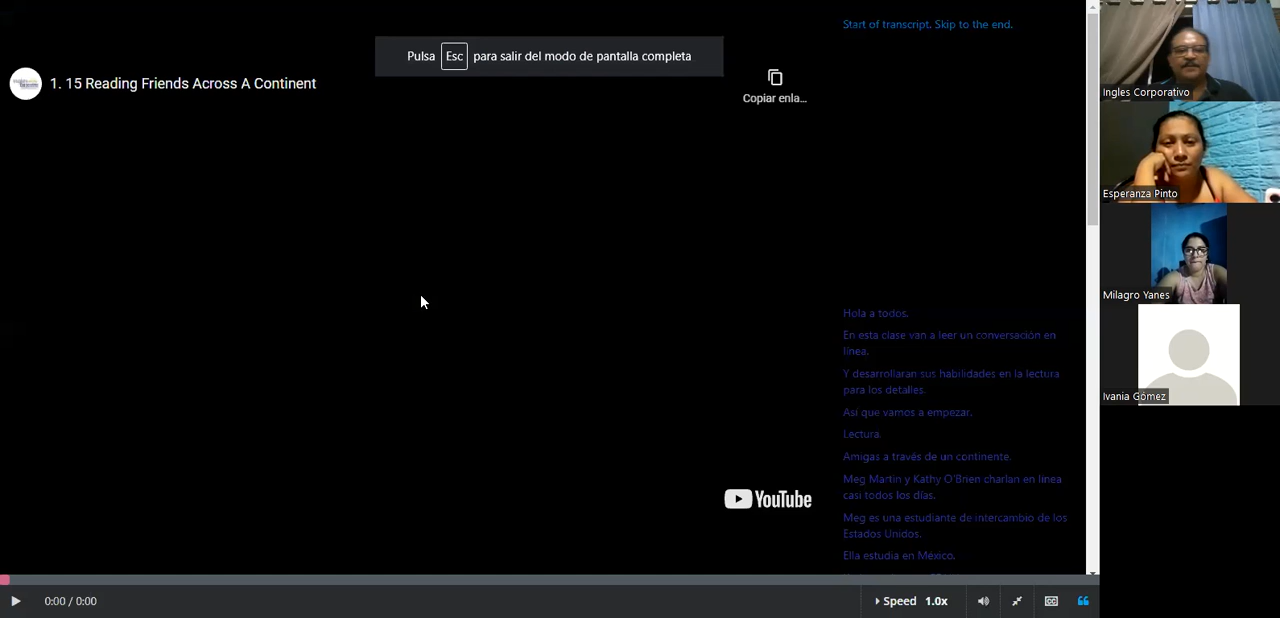 Start of transcript. Skip to the end.
Pulsa Esc para salir del modo de pantalla completa
1. 15 Reading Friends Across A Continent
Copiar enla...
Ingles Corporativo
Esperanza Pinto
Milagro Yanes
Ivania Gómez
Hola a todos.
En esta clase van a leer un conversación en
línea.
Y desarrollaran sus habilidades en la lectura
para los detalles.
Así que vamos a empezar.
Lectura.
Amigas a través de un continente.
Meg Martin y Kathy O'Brien charlan en línea
casi todos los días.
Meg es una estudiante de intercambio de los
Estados Unidos.
Ella estudia en México.
YouTube
0:00 / 0:00
Speed 1.0x
CC